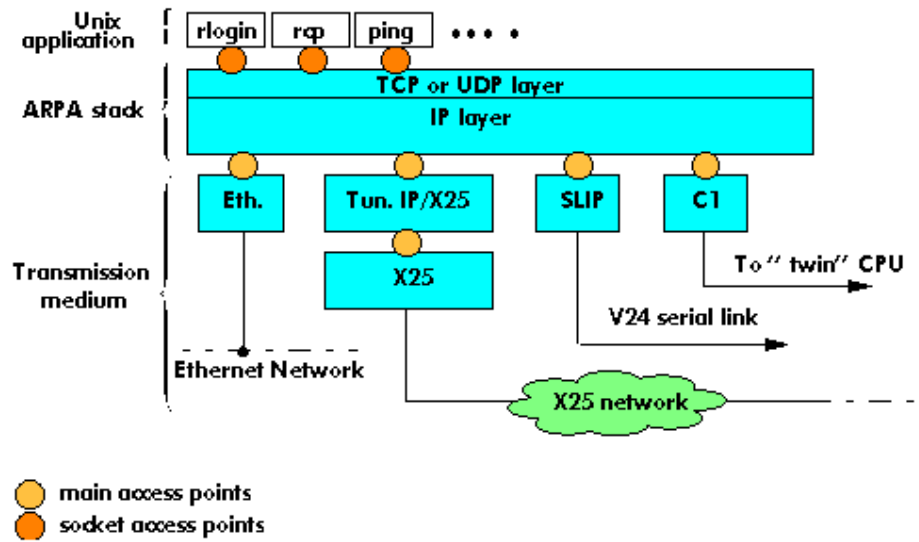 Unix application
rlogin
rcp
ping
ARPA stack
TCP or UDP layer
IP layer
Eth.
Tun. IP/X25
SLIP
C1
Transmission medium
X25
To " twin" CPU
V24 serial link
Ethernet Network
X25 network
main access points
socket access points